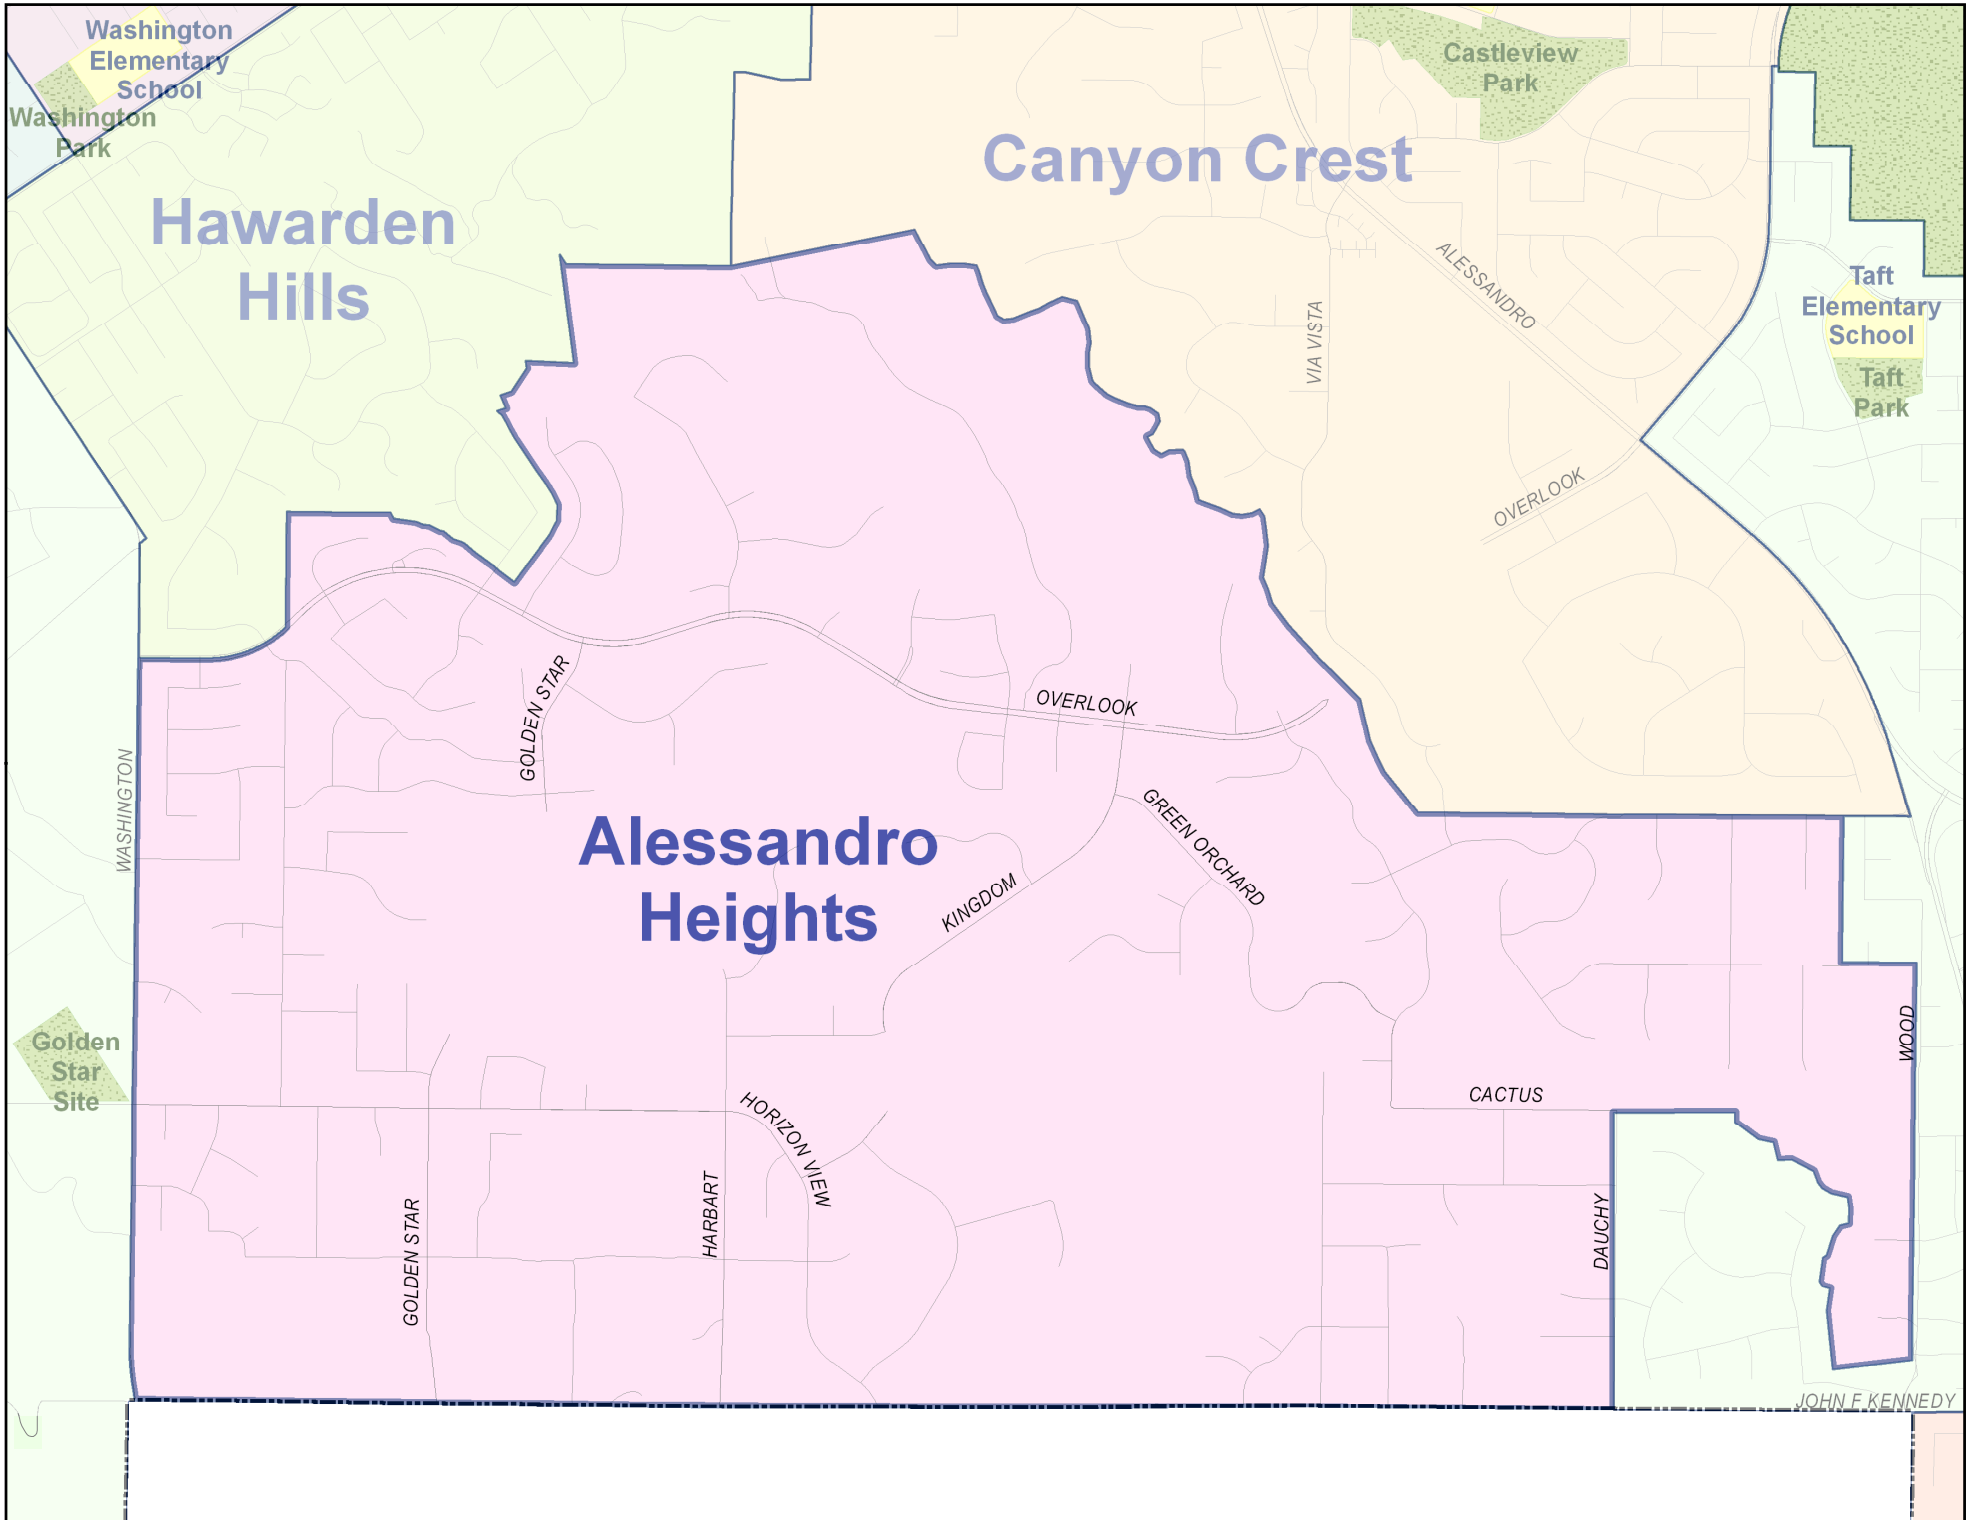 Washington
Elementary
School
Washington
Park
Hawarden
Hills
Canyon Crest
Castleview
Park
ALESSANDRO
VIA VISTA
OVERLOOK
Taft
Elementary
School
Taft
Park
WASHINGTON
GOLDEN STAR
OVERLOOK
Alessandro
Heights
KINGDOM
GREEN ORCHARD
Golden
Star
Site
WOOD
CACTUS
HORIZON VIEW
HARBART
GOLDEN STAR
DAUCHY
JOHN F KENNEDY